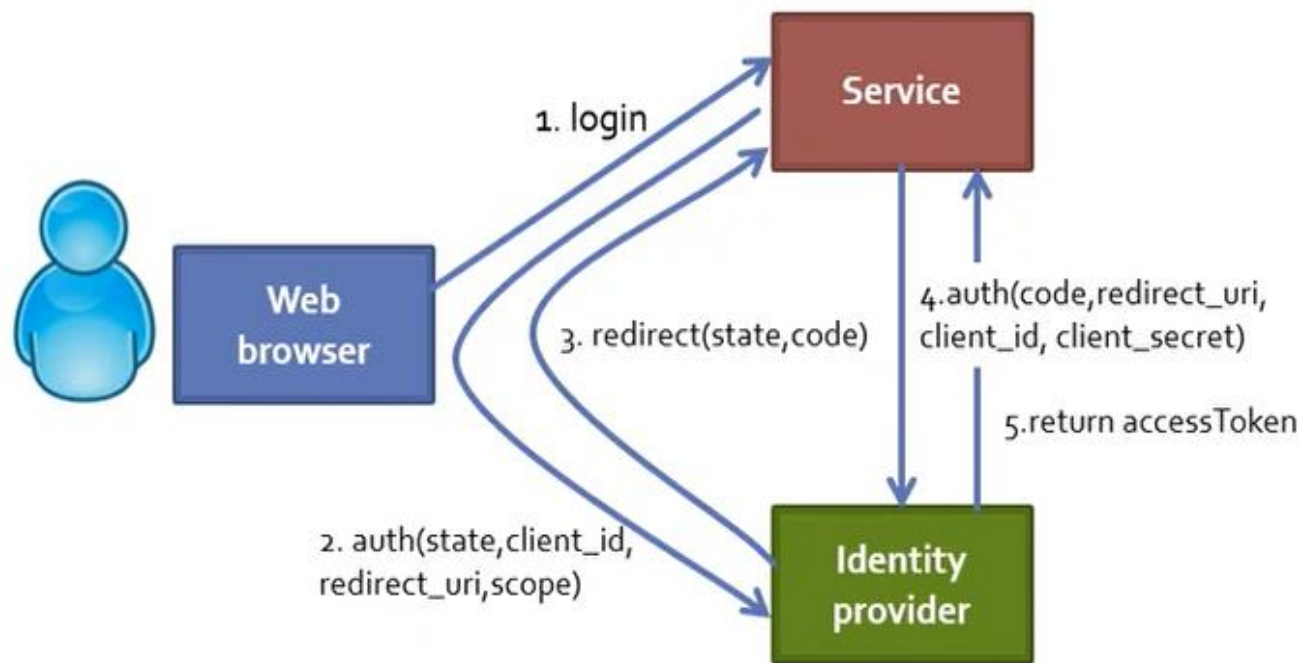 Service
1. login
Web
browser
3. redirect(state,code)
4.auth(code,redirect_uri,
client_id, client_secret)
5.return accessToken
2. auth(state,client_id,
redirect_uri,scope)
Identity
provider